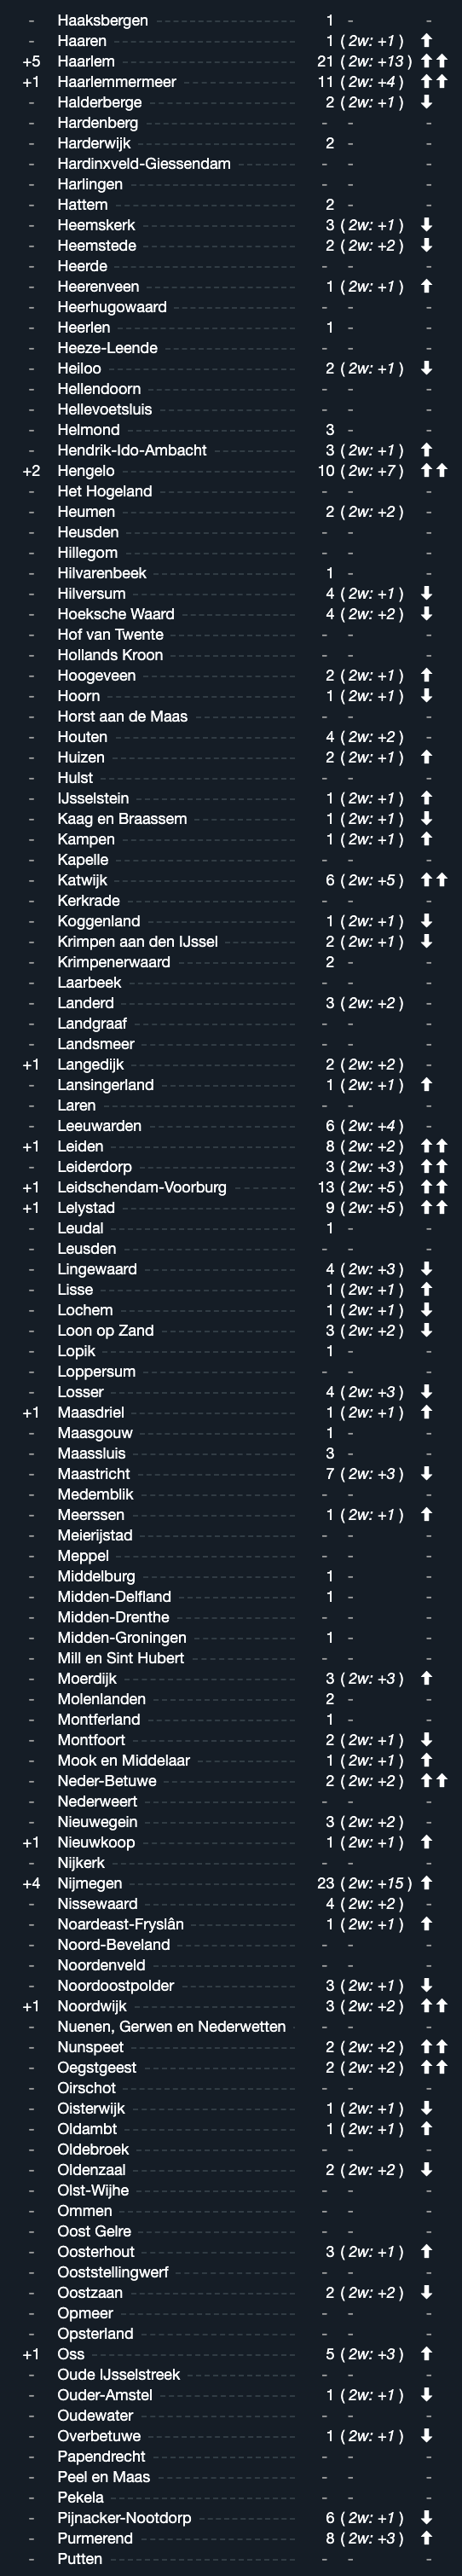 - Haaksbergen 1 - -
- Haaren 1 (2w: +1) ⬆
+5 Haarlem 21 (2w: +13) ⬆⬆
+1 Haarlemmermeer 11 (2w: +4) ⬆⬆
- Halderberge 2 (2w: +1) ⬇
- Hardenberg - - -
- Harderwijk 2 - -
- Hardinxveld-Giessendam - - -
- Harlingen - - -
- Hattem 2 - -
- Heemskerk 3 (2w: +1) ⬇
- Heemstede 2 (2w: +2) ⬇
- Heerde - - -
- Heerenveen 1 (2w: +1) ⬆
- Heerhugowaard - - -
- Heerlen 1 - -
- Heeze-Leende - - -
- Heiloo 2 (2w: +1) ⬇
- Hellendoorn - - -
- Hellevoetsluis - - -
- Helmond 3 - -
- Hendrik-Ido-Ambacht 3 (2w: +1) ⬆
+2 Hengelo 10 (2w: +7) ⬆⬆
- Het Hogeland - - -
- Heumen 2 (2w: +2) -
- Heusden - - -
- Hillegom - - -
- Hilvarenbeek 1 - -
- Hilversum 4 (2w: +1) ⬇
- Hoeksche Waard 4 (2w: +2) ⬇
- Hof van Twente - - -
- Hollands Kroon - - -
- Hoogeveen 2 (2w: +1) ⬆
- Hoorn 1 (2w: +1) ⬇
- Horst aan de Maas - - -
- Houten 4 (2w: +2) -
- Huizen 2 (2w: +1) ⬆
- Hulst - - -
- IJsselstein 1 (2w: +1) ⬆
- Kaag en Braassem 1 (2w: +1) ⬇
- Kampen 1 (2w: +1) ⬆
- Kapelle - - -
- Katwijk 6 (2w: +5) ⬆⬆
- Kerkrade - - -
- Koggenland 1 (2w: +1) ⬇
- Krimpen aan den IJssel 2 (2w: +1) ⬇
- Krimpenerwaard 2 - -
- Laarbeek - - -
- Landerd 3 (2w: +2) -
- Landgraaf - - -
- Landsmeer - - -
+1 Langedijk 2 (2w: +2) -
- Lansingerland 1 (2w: +1) ⬆
- Laren - - -
- Leeuwarden 6 (2w: +4) -
+1 Leiden 8 (2w: +2) ⬆⬆
- Leiderdorp 3 (2w: +3) ⬆⬆
+1 Leidschendam-Voorburg 13 (2w: +5) ⬆⬆
+1 Lelystad 9 (2w: +5) ⬆⬆
- Leudal 1 - -
- Leusden - - -
- Lingewaard 4 (2w: +3) ⬇
- Lisse 1 (2w: +1) ⬆
- Lochem 1 (2w: +1) ⬇
- Loon op Zand 3 (2w: +2) ⬇
- Lopik 1 - -
- Loppersum - - -
- Losser 4 (2w: +3) ⬇
+1 Maasdriel 1 (2w: +1) ⬆
- Maasgouw 1 - -
- Maassluis 3 - -
- Maastricht 7 (2w: +3) ⬇
- Medemblik - - -
- Meerssen 1 (2w: +1) ⬆
- Meierijstad - - -
- Meppel - - -
- Middelburg 1 - -
- Midden-Delfland 1 - -
- Midden-Drenthe - - -
- Midden-Groningen 1 - -
- Mill en Sint Hubert - - -
- Moerdijk 3 (2w: +3) ⬆
- Molenlanden 2 - -
- Montferland 1 - -
- Montfoort 2 (2w: +1) ⬇
- Mook en Middelaar 1 (2w: +1) ⬆
- Neder-Betuwe 2 (2w: +2) ⬆⬆
- Nederweert - - -
- Nieuwegein 3 (2w: +2) -
+1 Nieuwkoop 1 (2w: +1) ⬆
- Nijkerk - - -
+4 Nijmegen 23 (2w: +15) ⬆
- Nissewaard 4 (2w: +2) -
- Noardeast-Fryslân 1 (2w: +1) ⬆
- Noord-Beveland - - -
- Noordenveld - - -
- Noordoostpolder 3 (2w: +1) ⬇
+1 Noordwijk 3 (2w: +2) ⬆⬆
- Nuenen, Gerwen en Nederwetten - - -
- Nunspeet 2 (2w: +2) ⬆⬆
- Oegstgeest 2 (2w: +2) ⬆⬆
- Oirschot - - -
- Oisterwijk 1 (2w: +1) ⬇
- Oldambt 1 (2w: +1) ⬆
- Oldebroek - - -
- Oldenzaal 2 (2w: +2) ⬇
- Olst-Wijhe - - -
- Ommen - - -
- Oost Gelre - - -
- Oosterhout 3 (2w: +1) ⬆
- Ooststellingwerf - - -
- Oostzaan 2 (2w: +2) ⬇
- Opmeer - - -
- Opsterland - - -
+1 Oss 5 (2w: +3) ⬆
- Oude IJsselstreek - - -
- Ouder-Amstel 1 (2w: +1) ⬇
- Oudewater - - -
- Overbetuwe 1 (2w: +1) ⬇
- Papendrecht - - -
- Peel en Maas - - -
- Pekela - - -
- Pijnacker-Nootdorp 6 (2w: +1) ⬇
- Purmerend 8 (2w: +3) ⬆
- Putten - - -